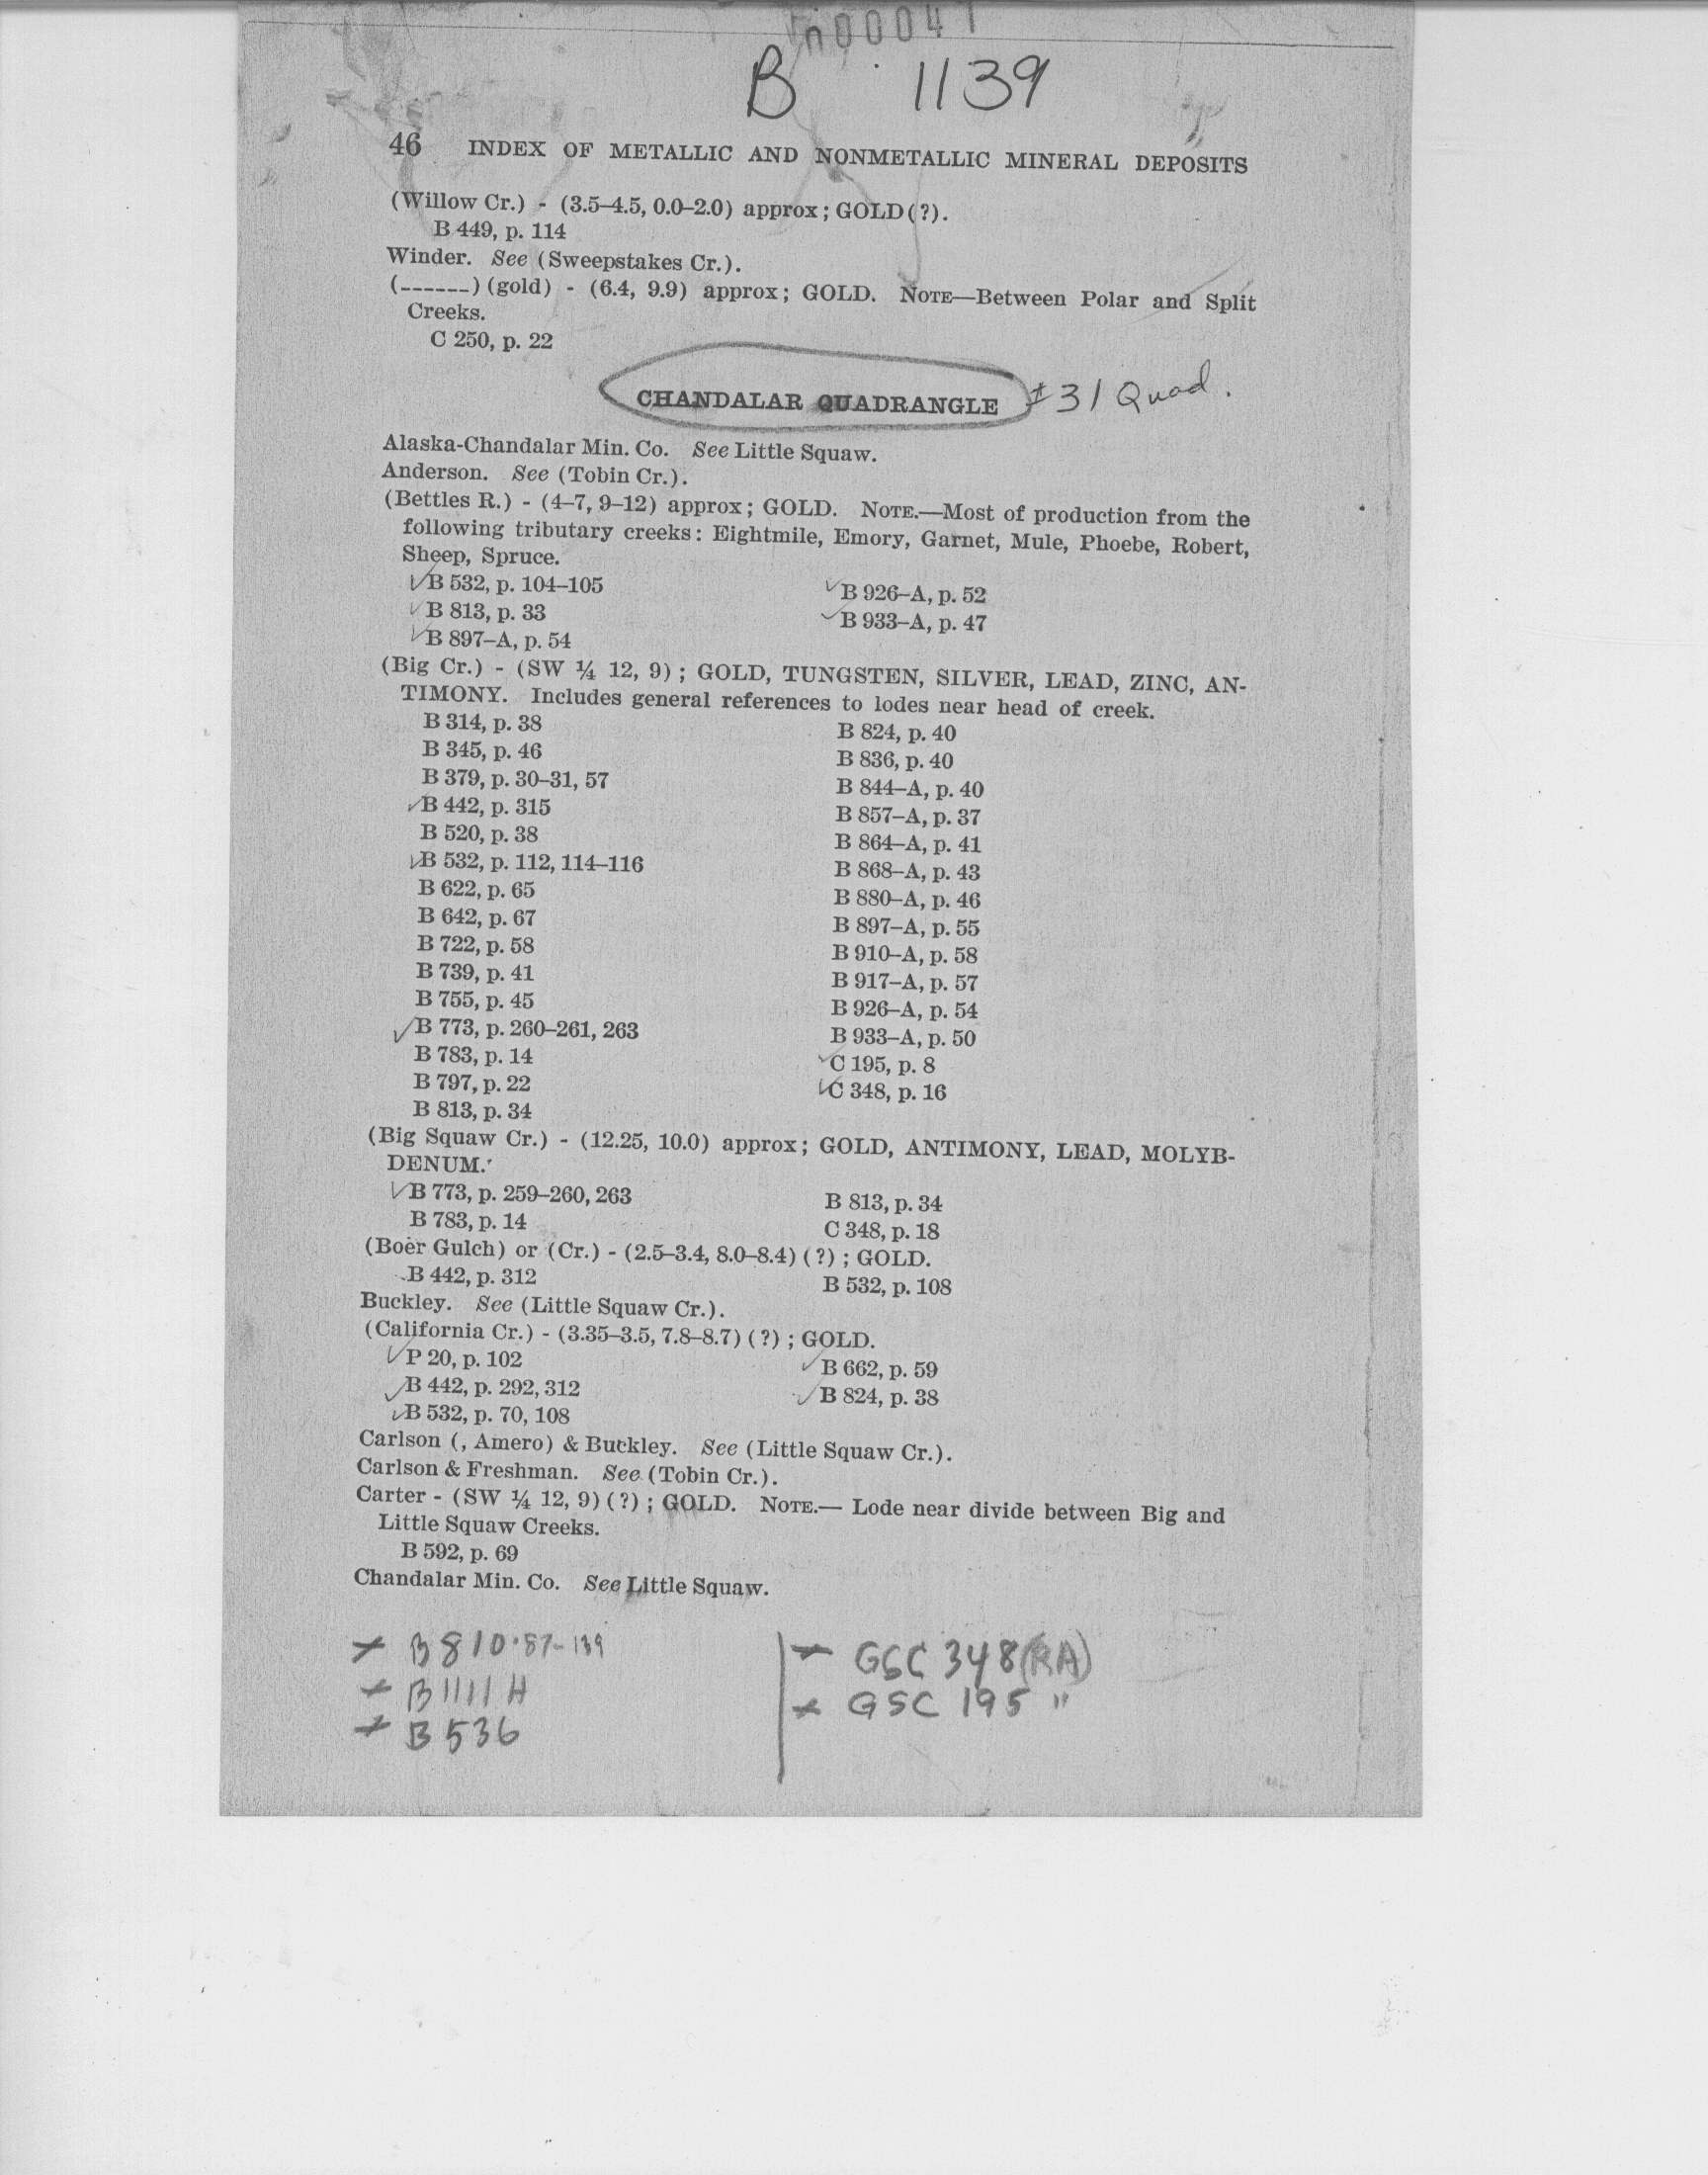 B 1139
46 INDEX OF METALLIC AND NONMETALLIC MINERAL DEPOSITS
(Willow Cr.) - (3.5–4.5, 0.0–2.0) approx; GOLD(?).
B 449, p. 114
Winder. See (Sweepstakes Cr.).
(------) (gold) - (6.4, 9.9) approx; GOLD. NOTE—Between Polar and Split
Creeks.
C 250, p. 22
CHANDALAR QUADRANGLE 31 Quad.
Alaska-Chandalar Min. Co. See Little Squaw.
Anderson. See (Tobin Cr.).
(Bettles R.) - (4–7, 9–12) approx; GOLD. NOTE.—Most of production from the
following tributary creeks: Eightmile, Emory, Garnet, Mule, Phoebe, Robert,
Sheep, Spruce.
✓B 532, p. 104–105
✓B 813, p. 33
✓B 897–A, p. 54
✓B 926–A, p. 52
✓B 933–A, p. 47
(Big Cr.) - (SW ¼ 12, 9); GOLD, TUNGSTEN, SILVER, LEAD, ZINC, AN-
TIMONY. Includes general references to lodes near head of creek.
B 314, p. 38
B 345, p. 46
B 379, p. 30–31, 57
✓B 442, p. 315
B 520, p. 38
✓B 532, p. 112, 114–116
B 622, p. 65
B 642, p. 67
B 722, p. 58
B 739, p. 41
B 755, p. 45
✓B 773, p. 260–261, 263
B 783, p. 14
B 797, p. 22
B 813, p. 34
B 824, p. 40
B 836, p. 40
B 844–A, p. 40
B 857–A, p. 37
B 864–A, p. 41
B 868–A, p. 43
B 880–A, p. 46
B 897–A, p. 55
B 910–A, p. 58
B 917–A, p. 57
B 926–A, p. 54
B 933–A, p. 50
✓C 195, p. 8
✓C 348, p. 16
(Big Squaw Cr.) - (12.25, 10.0) approx; GOLD, ANTIMONY, LEAD, MOLYB-
DENUM.
✓B 773, p. 259–260, 263
B 783, p. 14
B 813, p. 34
C 348, p. 18
(Boer Gulch) or (Cr.) - (2.5–3.4, 8.0–8.4) (?); GOLD.
B 442, p. 312
B 532, p. 108
Buckley. See (Little Squaw Cr.).
(California Cr.) - (3.35–3.5, 7.8–8.7) (?); GOLD.
✓P 20, p. 102
✓B 442, p. 292, 312
✓B 532, p. 70, 108
✓B 662, p. 59
✓B 824, p. 38
Carlson (, Amero) & Buckley. See (Little Squaw Cr.).
Carlson & Freshman. See (Tobin Cr.).
Carter - (SW ¼ 12, 9) (?); GOLD. NOTE.— Lode near divide between Big and
Little Squaw Creeks.
B 592, p. 69
Chandalar Min. Co. See Little Squaw.
B 810·87-139
B 1111 H
B 536
GSC 348 (RA)
GSC 195 "